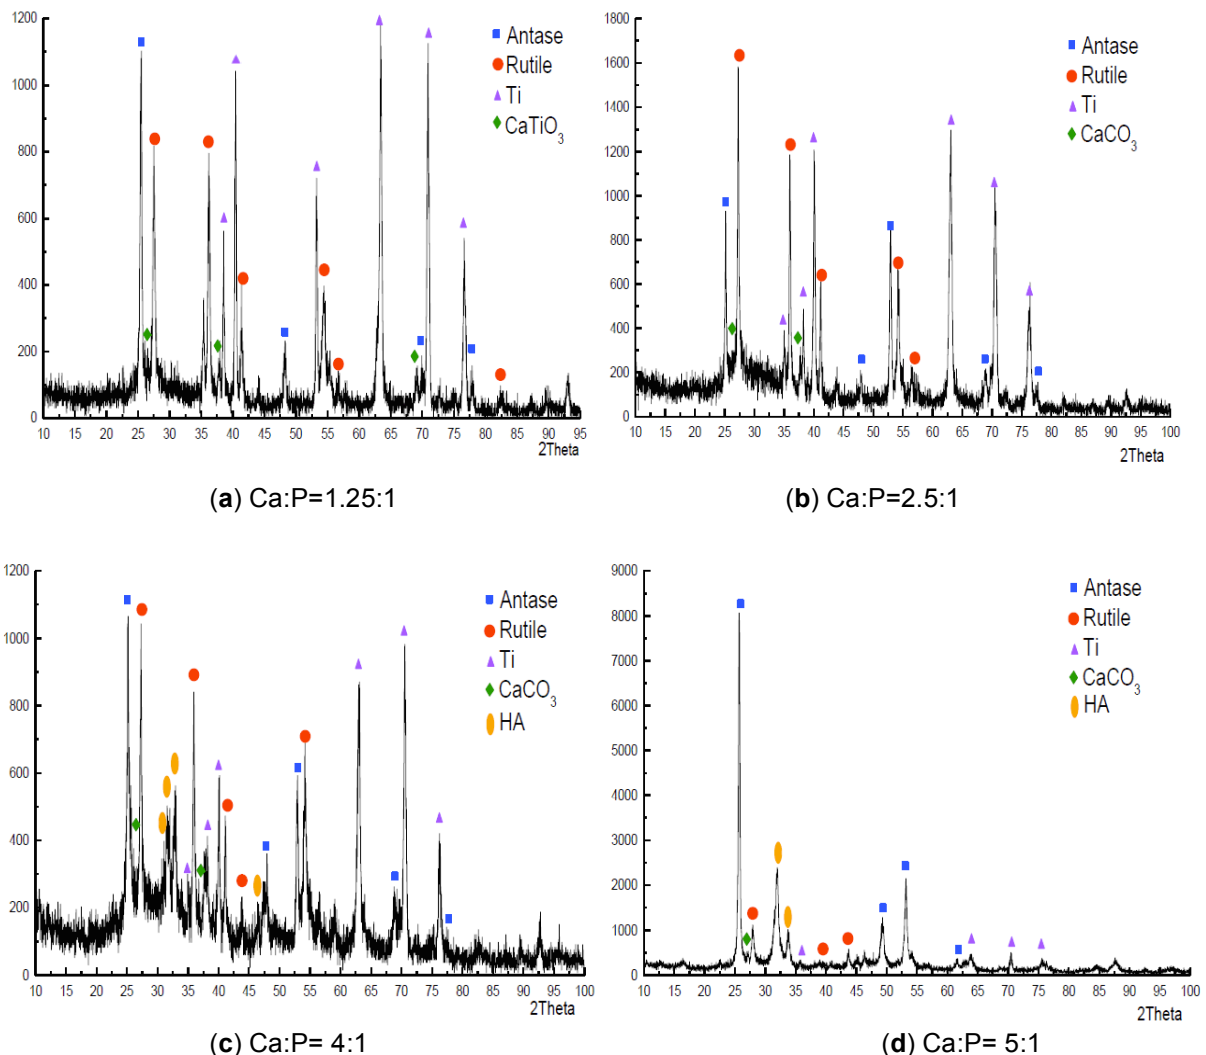 1200
1000
800
600
400
200
0
10 15 20 25 30 35 40 45 50 55 60 65 70 75 80 85 90 95
2Theta
Antase
Rutile
Ti
CaTiO3
(a) Ca:P=1.25:1
1800
1600
1400
1200
1000
800
600
400
200
0
10 15 20 25 30 35 40 45 50 55 60 65 70 75 80 85 90 95 100
2Theta
Antase
Rutile
Ti
CaCO3
(b) Ca:P=2.5:1
1200
1000
800
600
400
200
0
10 15 20 25 30 35 40 45 50 55 60 65 70 75 80 85 90 95 100
2Theta
Antase
Rutile
Ti
CaCO3
HA
(c) Ca:P= 4:1
9000
8000
7000
6000
5000
4000
3000
2000
1000
0
10 15 20 25 30 35 40 45 50 55 60 65 70 75 80 85 90 95 100
2Theta
Antase
Rutile
Ti
CaCO3
HA
(d) Ca:P= 5:1